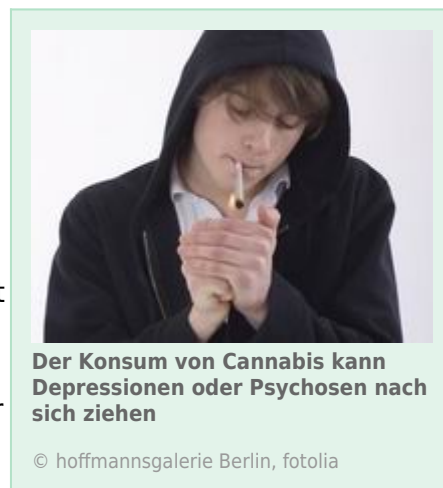 Der Konsum von Cannabis kann
Depressionen oder Psychosen nach
sich ziehen
© hoffmannsgalerie Berlin, fotolia